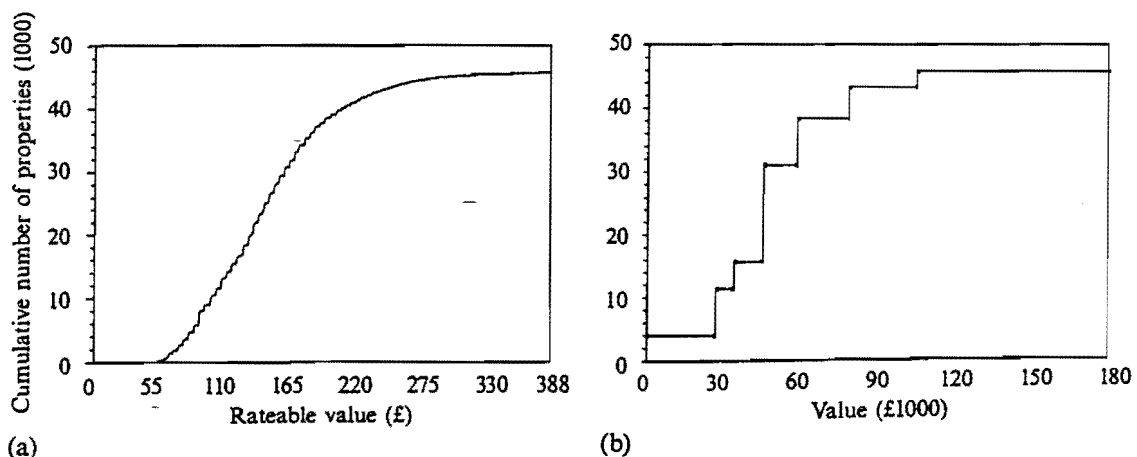 Cumulative number of properties (1000)
50
40
30
20
10
0
0 55 110 165 220 275 330 388
Rateable value (£)
(a)
50
40
30
20
10
0
0 30 60 90 120 150 180
Value (£1000)
(b)